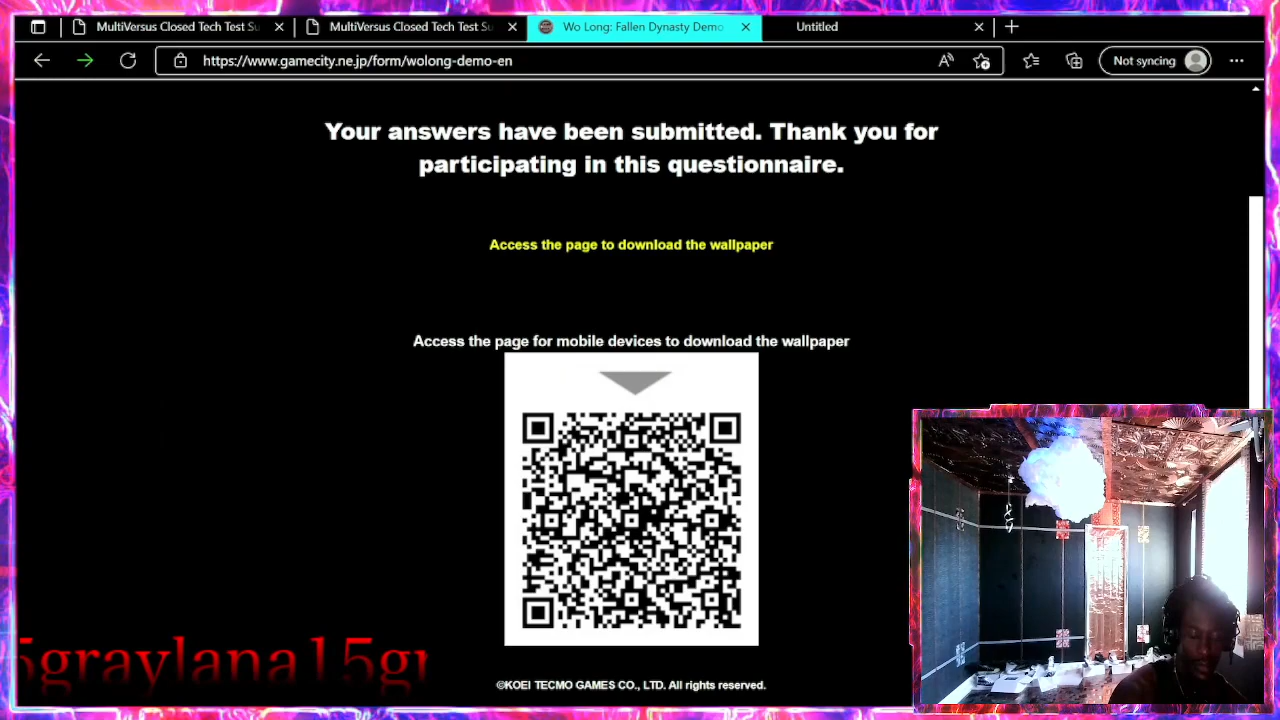 MultiVersus Closed Tech Test Su
MultiVersus Closed Tech Test Su
Wo Long: Fallen Dynasty Demo
Untitled
https://www.gamecity.ne.jp/form/wolong-demo-en
Not syncing
Your answers have been submitted. Thank you for
participating in this questionnaire.
Access the page to download the wallpaper
Access the page for mobile devices to download the wallpaper
5graylana15gr
©KOEI TECMO GAMES CO., LTD. All rights reserved.